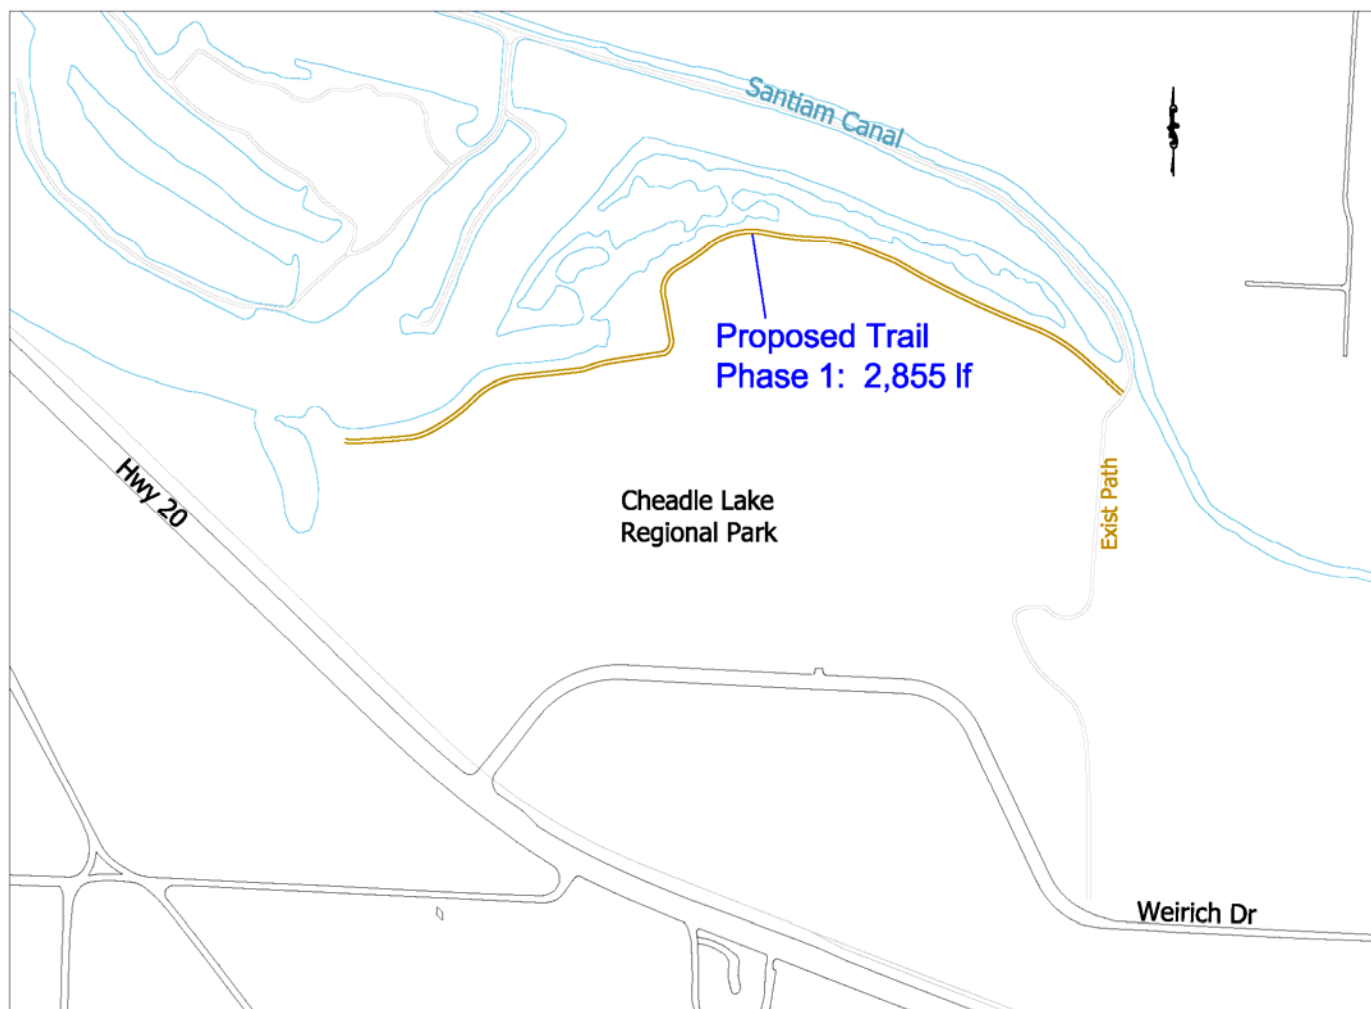 Santiam Canal
Proposed Trail
Phase 1: 2,855 lf
Hwy 20
Cheadle Lake
Regional Park
Exist Path
Weirich Dr